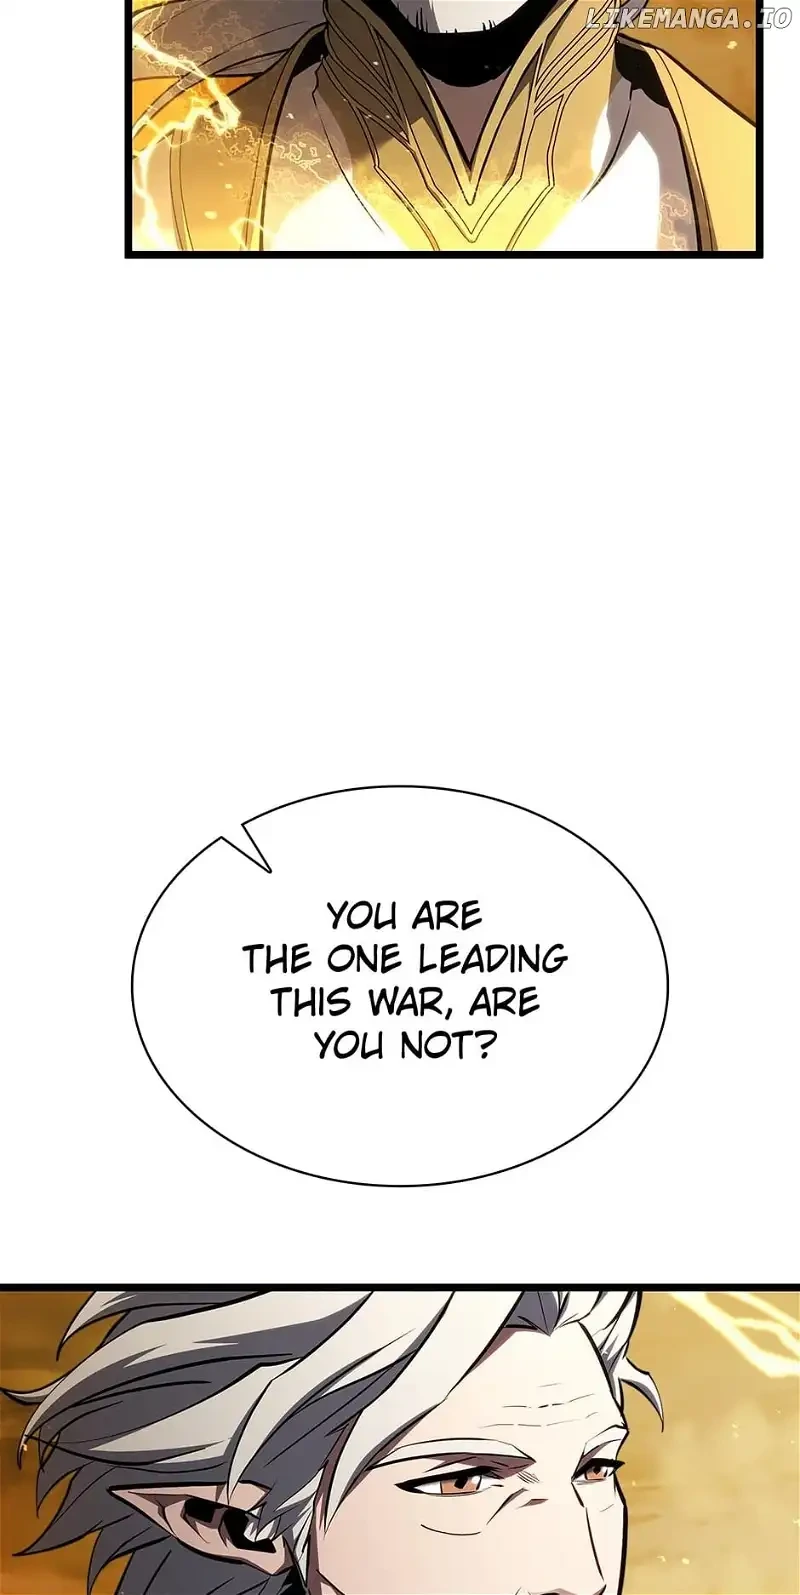 LIKEMANGA.IO
YOU ARE
THE ONE LEADING
THIS WAR, ARE
YOU NOT?